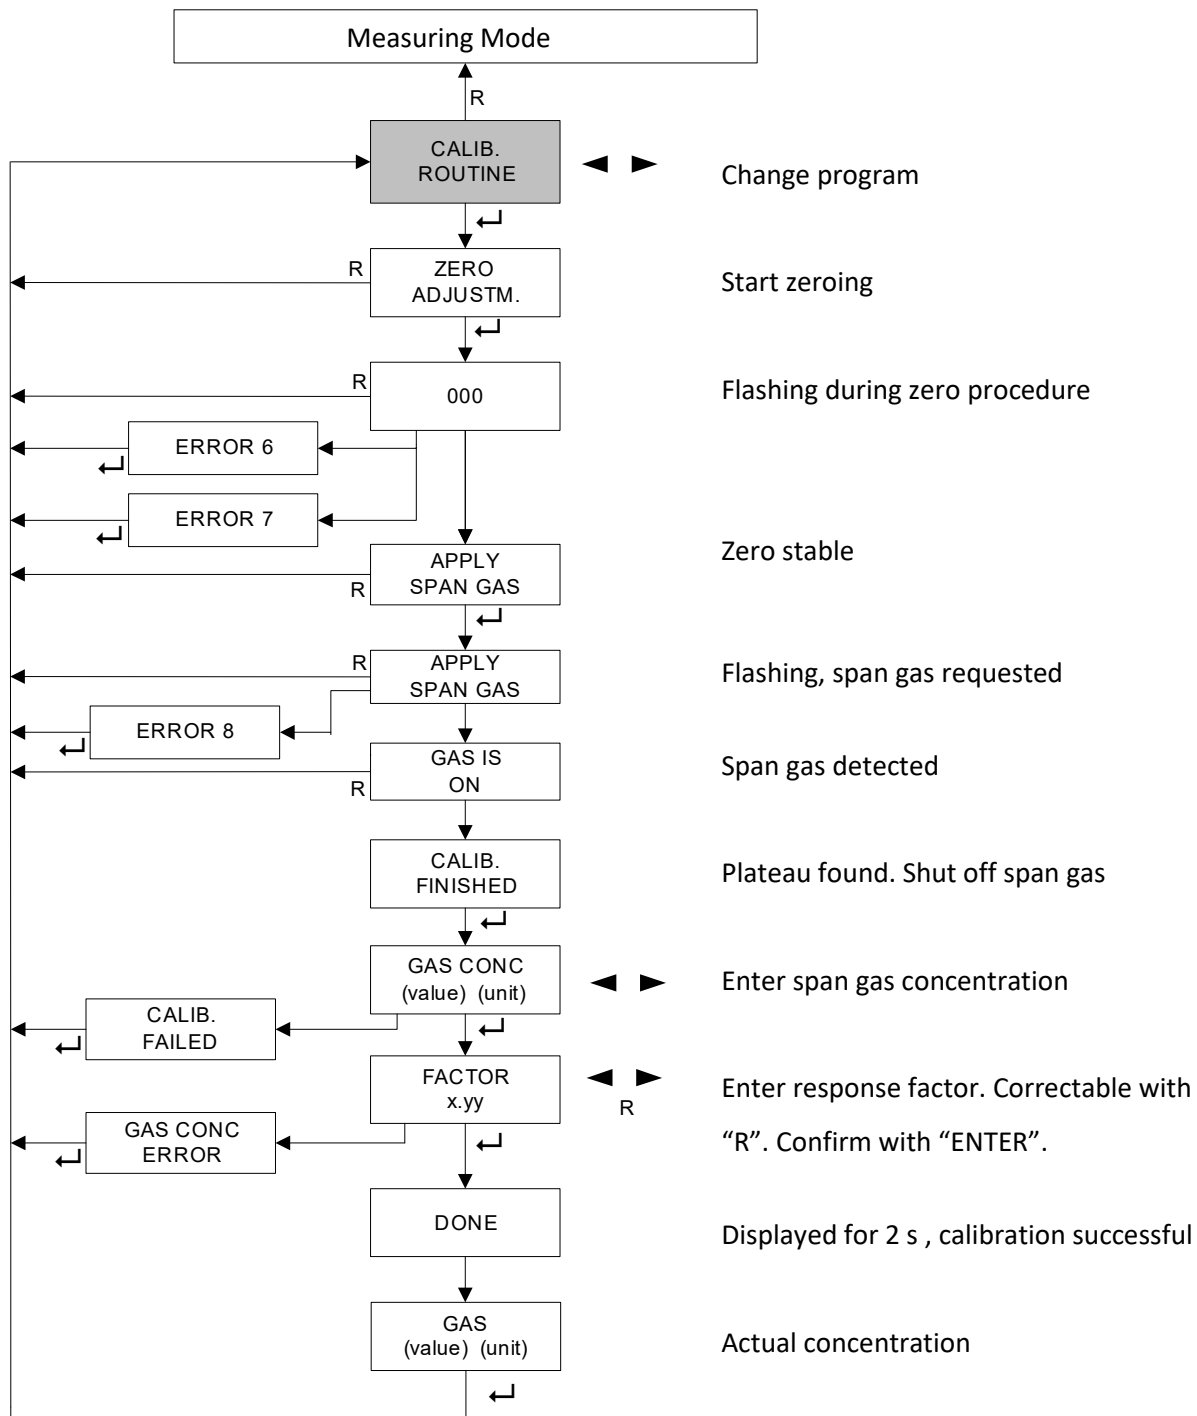 Measuring Mode
R
CALIB.
ROUTINE
Change program
R
ZERO
ADJUSTM.
Start zeroing
R
000
Flashing during zero procedure
ERROR 6
ERROR 7
Zero stable
APPLY
SPAN GAS
R
R
APPLY
SPAN GAS
Flashing, span gas requested
ERROR 8
GAS IS
ON
Span gas detected
R
CALIB.
FINISHED
Plateau found. Shut off span gas
GAS CONC
(value) (unit)
Enter span gas concentration
CALIB.
FAILED
FACTOR
x.yy
R
Enter response factor. Correctable with
“R”. Confirm with “ENTER”.
GAS CONC
ERROR
DONE
Displayed for 2 s , calibration successful
GAS
(value) (unit)
Actual concentration